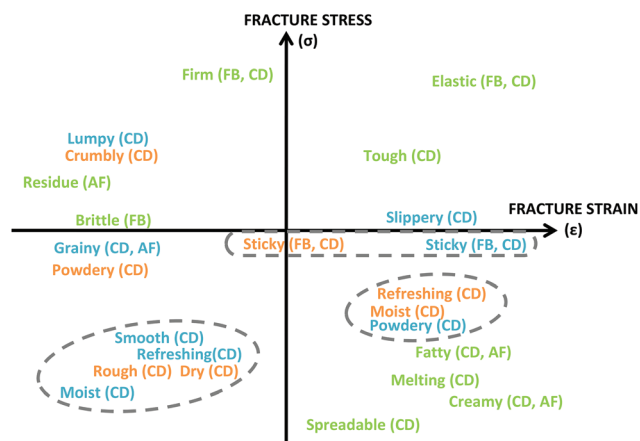 FRACTURE STRESS
(σ)
Firm (FB, CD)
Elastic (FB, CD)
Lumpy (CD)
Crumbly (CD)
Tough (CD)
Residue (AF)
Brittle (FB)
Slippery (CD)
FRACTURE STRAIN
(ε)
Grainy (CD, AF)
Sticky (FB, CD)
Sticky (FB, CD)
Powdery (CD)
Refreshing (CD)
Moist (CD)
Powdery (CD)
Smooth (CD)
Refreshing(CD)
Rough (CD) Dry (CD)
Moist (CD)
Fatty (CD, AF)
Melting (CD)
Creamy (CD, AF)
Spreadable (CD)